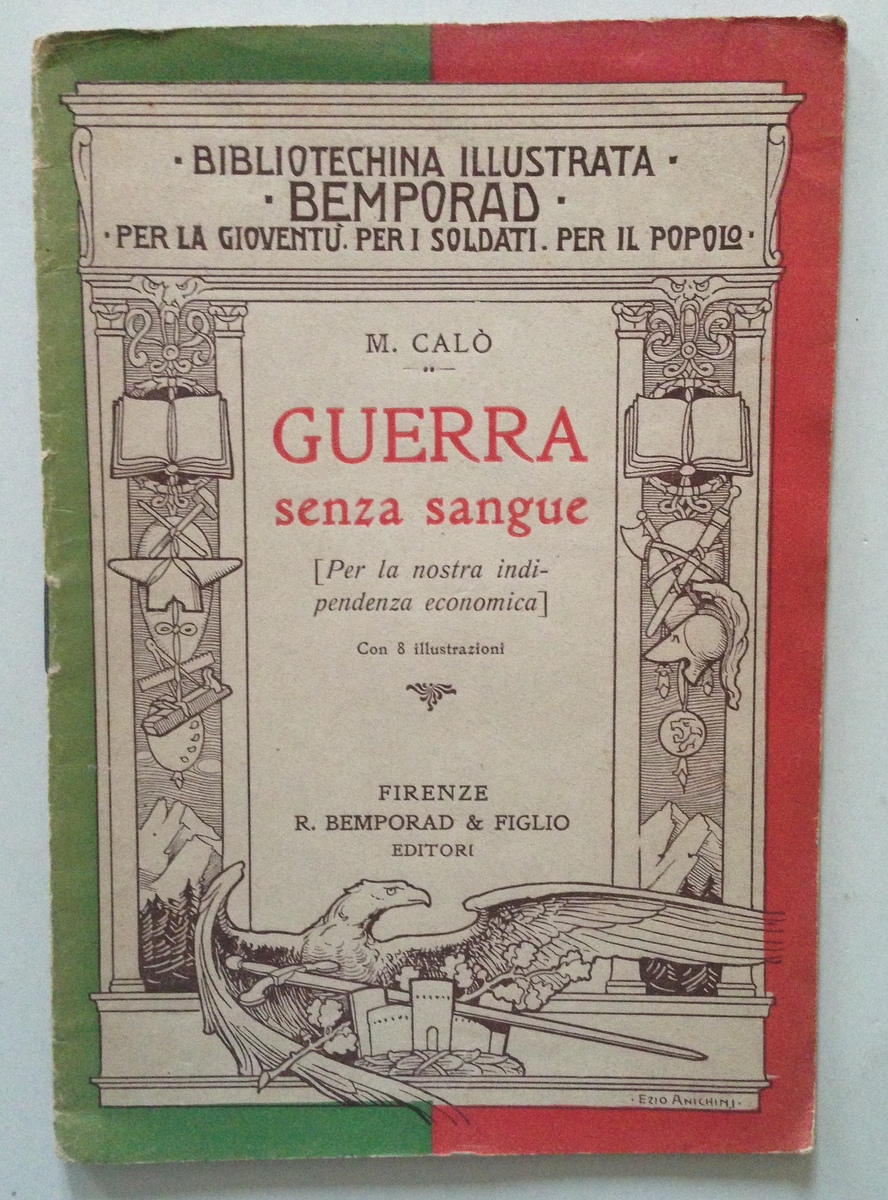 · BIBLIOTECHINA ILLUSTRATA ·
· BEMPORAD ·
· PER LA GIOVENTÙ. PER I SOLDATI. PER IL POPOLO ·
M. CALÒ
GUERRA
senza sangue
[Per la nostra indi-
pendenza economica]
Con 8 illustrazioni
FIRENZE
R. BEMPORAD & FIGLIO
EDITORI
· EZIO ANICHINI ·